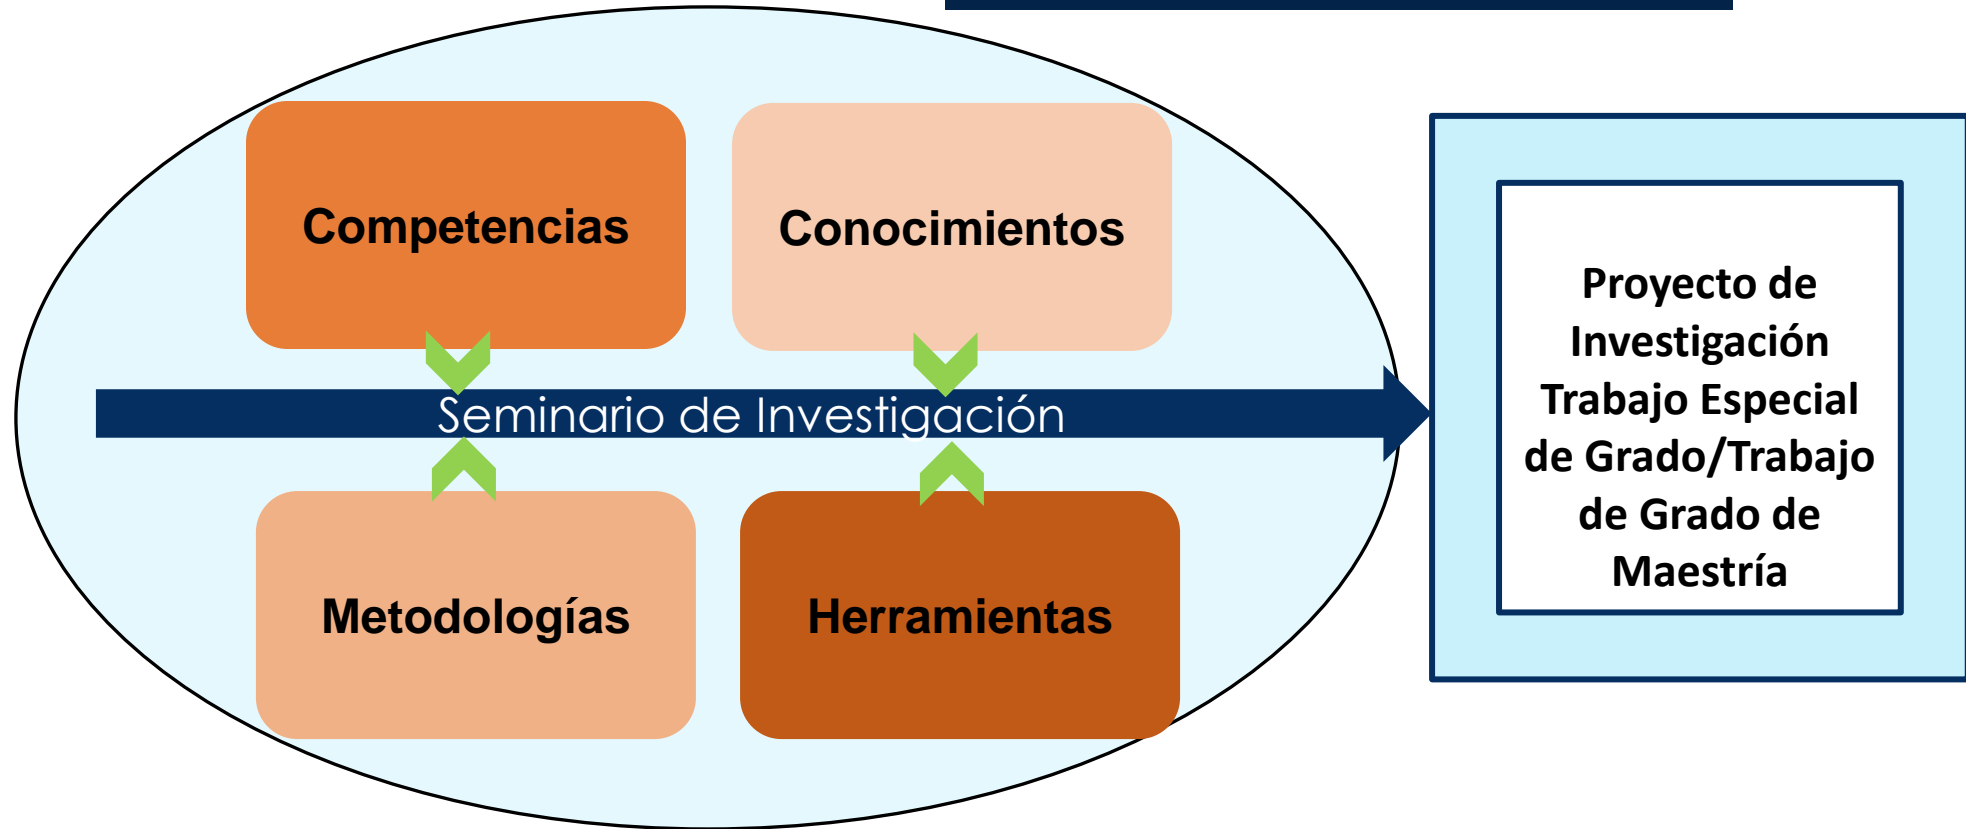 Competencias
Conocimientos
Seminario de Investigación
Metodologías
Herramientas
Proyecto de
Investigación
Trabajo Especial
de Grado/Trabajo
de Grado de
Maestría